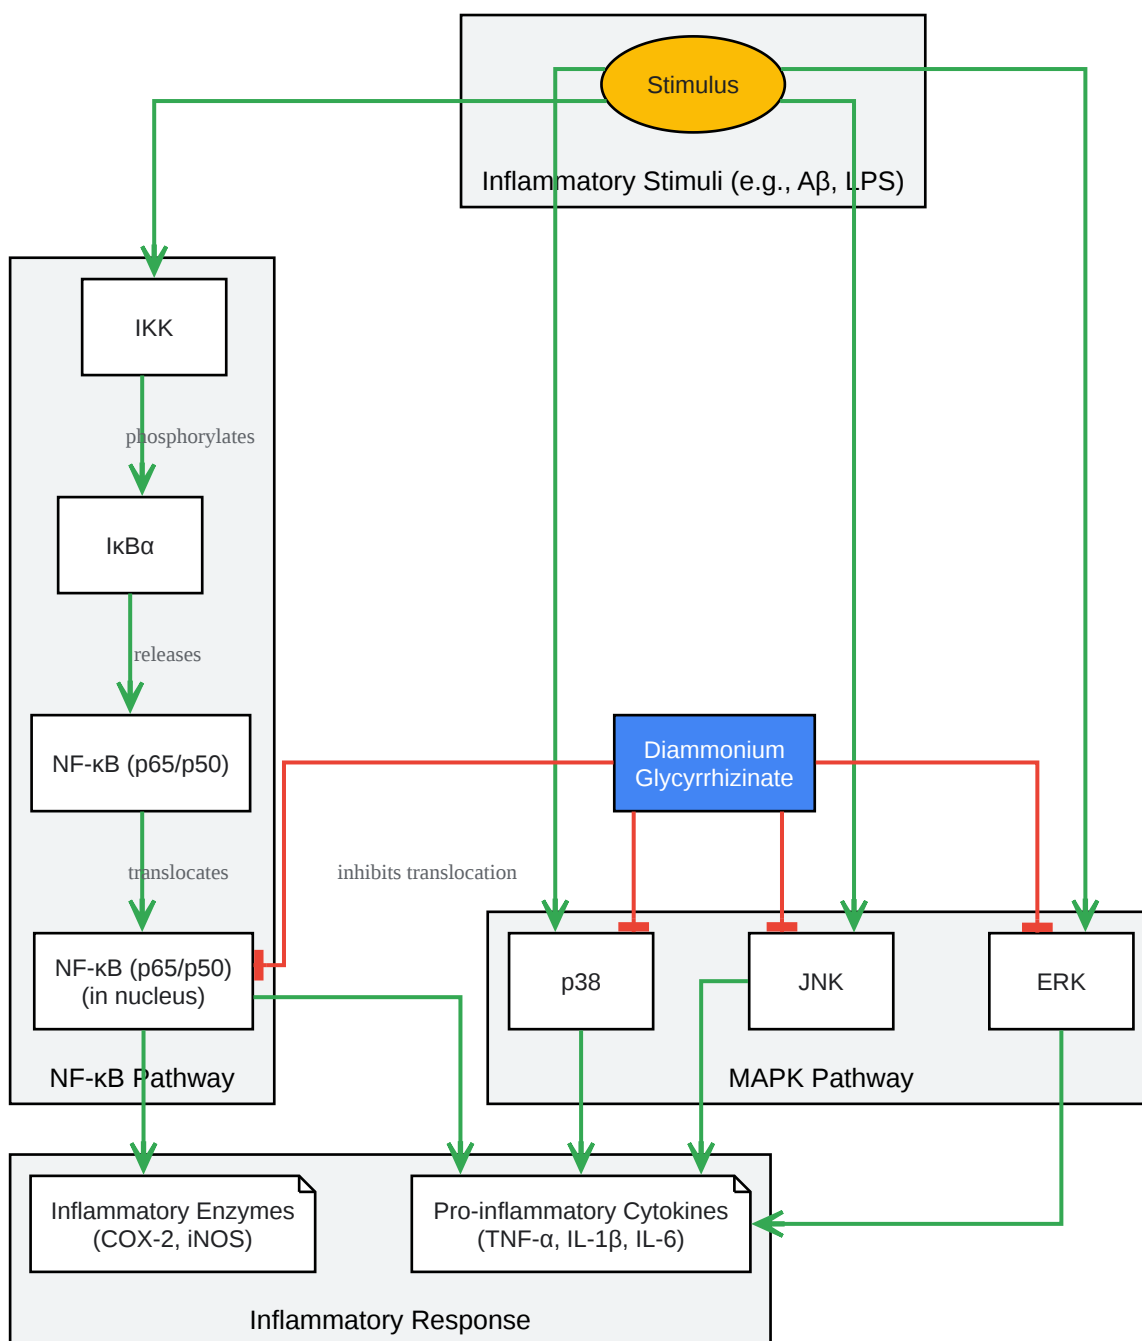 Stimulus
Inflammatory Stimuli (e.g., Aβ, LPS)
IKK
phosphorylates
IκBα
releases
NF-κB (p65/p50)
Diammonium
Glycyrrhizinate
translocates
inhibits translocation
NF-κB (p65/p50)
(in nucleus)
p38
JNK
ERK
NF-κB Pathway
MAPK Pathway
Inflammatory Enzymes
(COX-2, iNOS)
Pro-inflammatory Cytokines
(TNF-α, IL-1β, IL-6)
Inflammatory Response